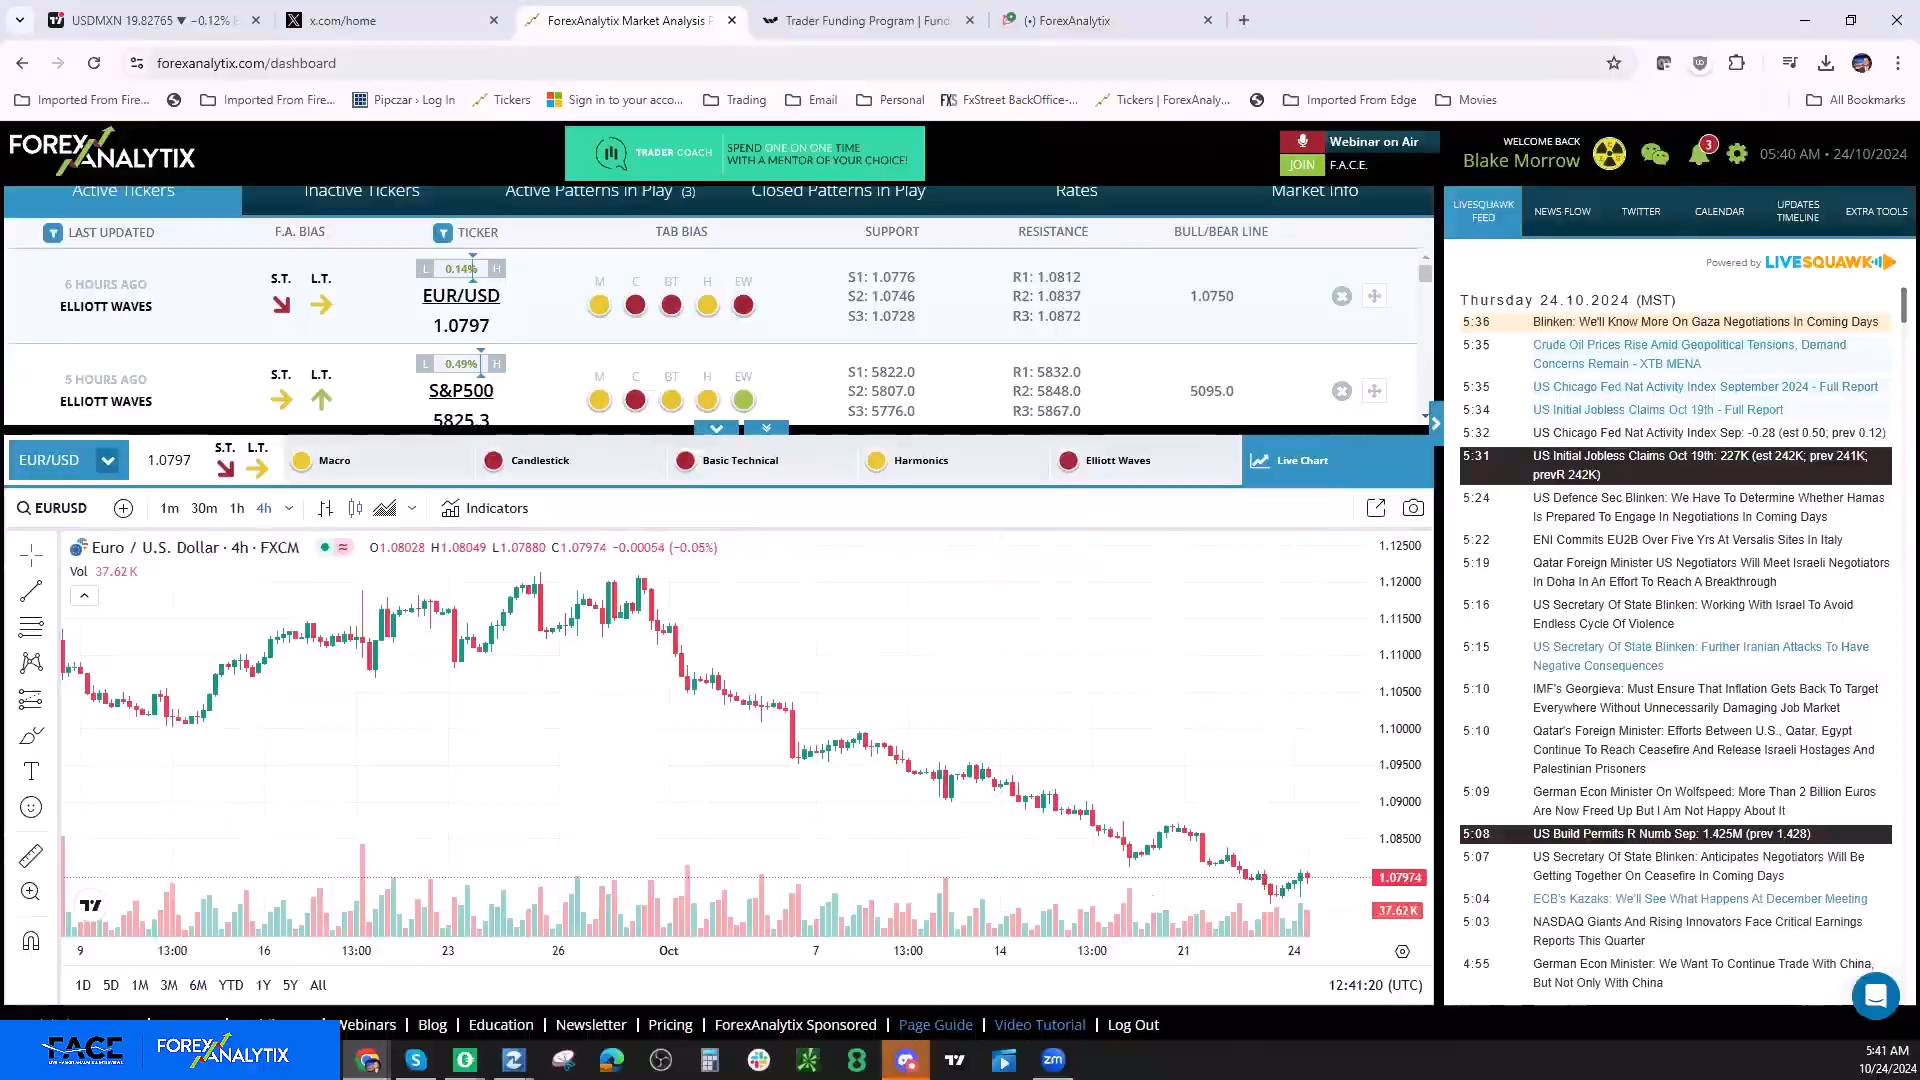 USDMXN 19.82765 ▼ −0.12%
x.com/home
ForexAnalytix Market Analysis P
Trader Funding Program | Fund
(•) ForexAnalytix
forexanalytix.com/dashboard
Imported From Fire...
Imported From Fire...
Pipczar › Log In
Tickers
Sign in to your acco...
Trading
Email
Personal
FxStreet BackOffice-...
Tickers | ForexAnaly...
Imported From Edge
Movies
All Bookmarks
FOREX ANALYTIX
TRADER COACH
SPEND ONE ON ONE TIME
WITH A MENTOR OF YOUR CHOICE!
Webinar on Air
JOIN F.A.C.E.
WELCOME BACK
Blake Morrow
3
05:40 AM • 24/10/2024
Active Tickers
Inactive Tickers
Active Patterns in Play (3)
Closed Patterns in Play
Rates
Market Info
LAST UPDATED
F.A. BIAS
TICKER
TAB BIAS
SUPPORT
RESISTANCE
BULL/BEAR LINE
6 HOURS AGO
ELLIOTT WAVES
S.T. L.T.
L 0.14% H
EUR/USD
1.0797
M C BT H EW
S1: 1.0776
S2: 1.0746
S3: 1.0728
R1: 1.0812
R2: 1.0837
R3: 1.0872
1.0750
5 HOURS AGO
ELLIOTT WAVES
S.T. L.T.
L 0.49% H
S&P500
5825.3
M C BT H EW
S1: 5822.0
S2: 5807.0
S3: 5776.0
R1: 5832.0
R2: 5848.0
R3: 5867.0
5095.0
EUR/USD
1.0797
S.T. L.T.
Macro
Candlestick
Basic Technical
Harmonics
Elliott Waves
Live Chart
EURUSD
1m 30m 1h 4h
Indicators
Euro / U.S. Dollar · 4h · FXCM
O1.08028 H1.08049 L1.07880 C1.07974 −0.00054 (−0.05%)
Vol 37.62 K
1.12500
1.12000
1.11500
1.11000
1.10500
1.10000
1.09500
1.09000
1.08500
1.07974
37.62 K
9 13:00 16 13:00 23 26 Oct 7 13:00 14 13:00 21 24
1D 5D 1M 3M 6M YTD 1Y 5Y All
12:41:20 (UTC)
LIVESQUAWK
FEED
NEWS FLOW
TWITTER
CALENDAR
UPDATES
TIMELINE
EXTRA TOOLS
Powered by LIVESQUAWK
Thursday 24.10.2024 (MST)
5:36 Blinken: We'll Know More On Gaza Negotiations In Coming Days
5:35 Crude Oil Prices Rise Amid Geopolitical Tensions, Demand
Concerns Remain - XTB MENA
5:35 US Chicago Fed Nat Activity Index September 2024 - Full Report
5:34 US Initial Jobless Claims Oct 19th - Full Report
5:32 US Chicago Fed Nat Activity Index Sep: -0.28 (est 0.50; prev 0.12)
5:31 US Initial Jobless Claims Oct 19th: 227K (est 242K; prev 241K;
prevR 242K)
5:24 US Defence Sec Blinken: We Have To Determine Whether Hamas
Is Prepared To Engage In Negotiations In Coming Days
5:22 ENI Commits EU2B Over Five Yrs At Versalis Sites In Italy
5:19 Qatar Foreign Minister US Negotiators Will Meet Israeli Negotiators
In Doha In An Effort To Reach A Breakthrough
5:16 US Secretary Of State Blinken: Working With Israel To Avoid
Endless Cycle Of Violence
5:15 US Secretary Of State Blinken: Further Iranian Attacks To Have
Negative Consequences
5:10 IMF's Georgieva: Must Ensure That Inflation Gets Back To Target
Everywhere Without Unnecessarily Damaging Job Market
5:10 Qatar's Foreign Minister: Efforts Between U.S., Qatar, Egypt
Continue To Reach Ceasefire And Release Israeli Hostages And
Palestinian Prisoners
5:09 German Econ Minister On Wolfspeed: More Than 2 Billion Euros
Are Now Freed Up But I Am Not Happy About It
5:08 US Build Permits R Numb Sep: 1.425M (prev 1.428)
5:07 US Secretary Of State Blinken: Anticipates Negotiators Will Be
Getting Together On Ceasefire In Coming Days
5:04 ECB's Kazaks: We'll See What Happens At December Meeting
5:03 NASDAQ Giants And Rising Innovators Face Critical Earnings
Reports This Quarter
4:55 German Econ Minister: We Want To Continue Trade With China,
But Not Only With China
Webinars | Blog | Education | Newsletter | Pricing | ForexAnalytix Sponsored | Page Guide | Video Tutorial | Log Out
FACE
FOREX ANALYTIX
zm
5:41 AM
10/24/2024